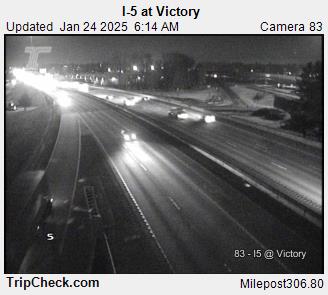 I-5 at Victory
Updated Jan 24 2025 6:14 AM Camera 83
S
83 - I5 @ Victory
TripCheck.com Milepost306.80